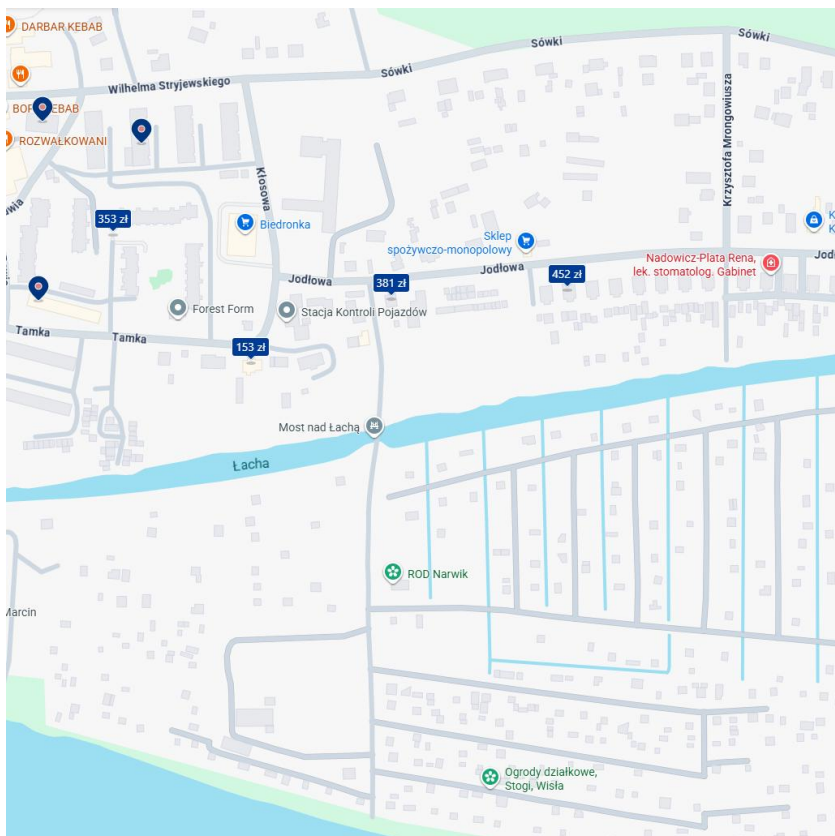 DARBAR KEBAB
Sówki
Sówki
Sówki
Wilhelma Stryjewskiego
ROZWAŁKOWANI
Kłosowa
Krzysztofa Mrongowiusza
353 zł
Biedronka
Sklep
spożywczo-monopolowy
Jodłowa
Jodłowa
Nadowicz-Plata Rena,
lek. stomatolog. Gabinet
381 zł
452 zł
Forest Form
Stacja Kontroli Pojazdów
Tamka
Tamka
153 zł
Most nad Łachą
Łacha
ROD Narwik
Marcin
Ogrody działkowe,
Stogi, Wisła